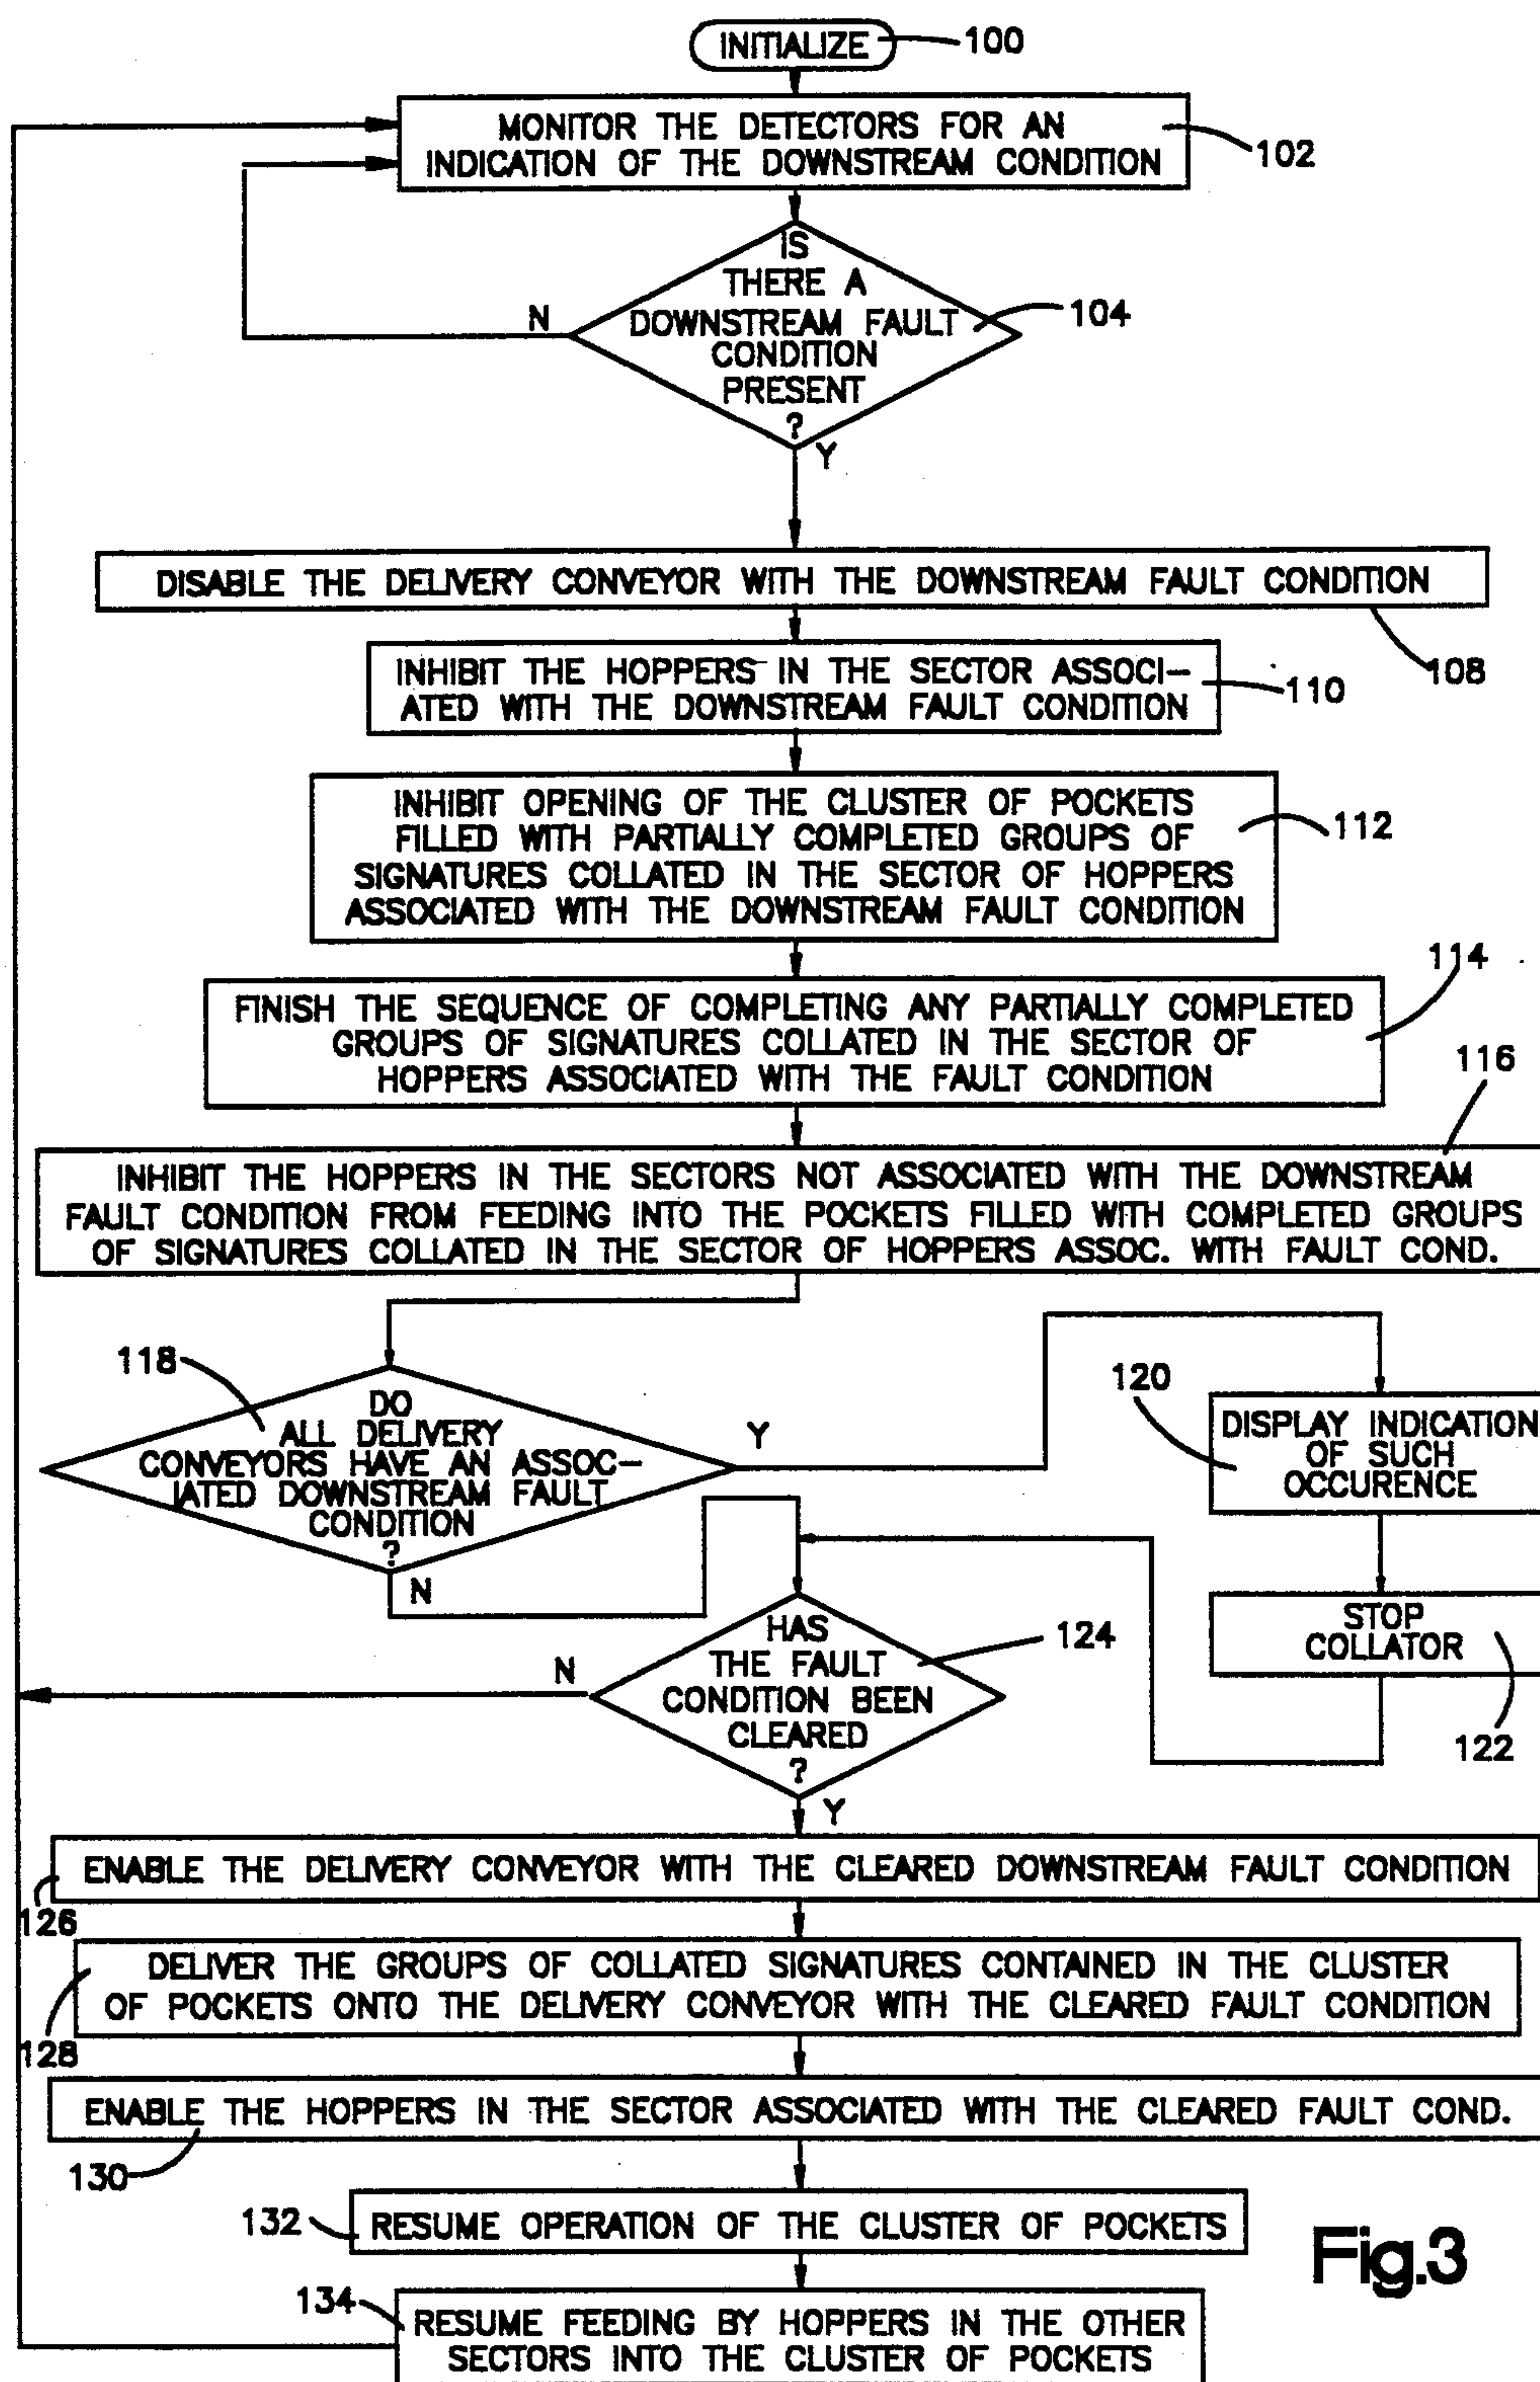 INITIALIZE
100
MONITOR THE DETECTORS FOR AN
INDICATION OF THE DOWNSTREAM CONDITION
102
IS
THERE A
DOWNSTREAM FAULT
CONDITION
PRESENT
?
104
N
Y
DISABLE THE DELIVERY CONVEYOR WITH THE DOWNSTREAM FAULT CONDITION
108
INHIBIT THE HOPPERS IN THE SECTOR ASSOCI-
ATED WITH THE DOWNSTREAM FAULT CONDITION
110
INHIBIT OPENING OF THE CLUSTER OF POCKETS
FILLED WITH PARTIALLY COMPLETED GROUPS OF
SIGNATURES COLLATED IN THE SECTOR OF HOPPERS
ASSOCIATED WITH THE DOWNSTREAM FAULT CONDITION
112
FINISH THE SEQUENCE OF COMPLETING ANY PARTIALLY COMPLETED
GROUPS OF SIGNATURES COLLATED IN THE SECTOR OF
HOPPERS ASSOCIATED WITH THE FAULT CONDITION
114
116
INHIBIT THE HOPPERS IN THE SECTORS NOT ASSOCIATED WITH THE DOWNSTREAM
FAULT CONDITION FROM FEEDING INTO THE POCKETS FILLED WITH COMPLETED GROUPS
OF SIGNATURES COLLATED IN THE SECTOR OF HOPPERS ASSOC. WITH FAULT COND.
118
DO
ALL DELIVERY
CONVEYORS HAVE AN ASSOC-
IATED DOWNSTREAM FAULT
CONDITION
?
Y
N
120
DISPLAY INDICATION
OF SUCH
OCCURENCE
STOP
COLLATOR
122
HAS
THE FAULT
CONDITION BEEN
CLEARED
?
124
N
Y
ENABLE THE DELIVERY CONVEYOR WITH THE CLEARED DOWNSTREAM FAULT CONDITION
126
DELIVER THE GROUPS OF COLLATED SIGNATURES CONTAINED IN THE CLUSTER
OF POCKETS ONTO THE DELIVERY CONVEYOR WITH THE CLEARED FAULT CONDITION
128
ENABLE THE HOPPERS IN THE SECTOR ASSOCIATED WITH THE CLEARED FAULT COND.
130
132
RESUME OPERATION OF THE CLUSTER OF POCKETS
134
RESUME FEEDING BY HOPPERS IN THE OTHER
SECTORS INTO THE CLUSTER OF POCKETS
Fig.3